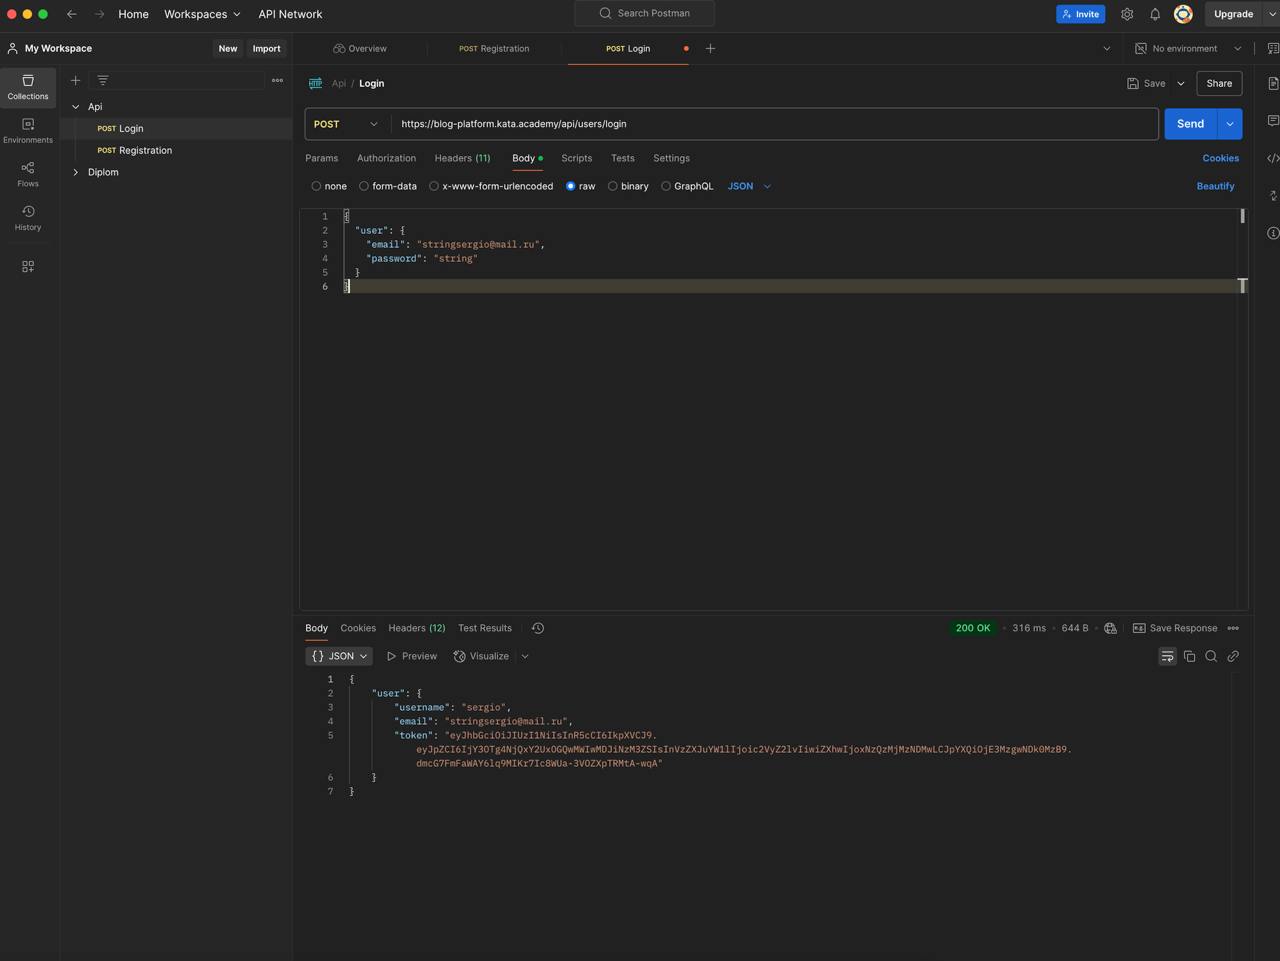 Home
Workspaces
API Network
Search Postman
Invite
Upgrade
My Workspace
New
Import
Overview
POST Registration
POST Login
No environment
Collections
Environments
Flows
History
Api
POST Login
POST Registration
Diplom
HTTP
Api / Login
Save
Share
POST
https://blog-platform.kata.academy/api/users/login
Send
Params
Authorization
Headers (11)
Body
Scripts
Tests
Settings
Cookies
none
form-data
x-www-form-urlencoded
raw
binary
GraphQL
JSON
Beautify
1 {
2 "user": {
3 "email": "stringsergio@mail.ru",
4 "password": "string"
5 }
6 }
Body
Cookies
Headers (12)
Test Results
200 OK
316 ms
644 B
e.g.
Save Response
{} JSON
Preview
Visualize
1 {
2 "user": {
3 "username": "sergio",
4 "email": "stringsergio@mail.ru",
5 "token": "eyJhbGciOiJIUzI1NiIsInR5cCI6IkpXVCJ9.
6 }
7 }